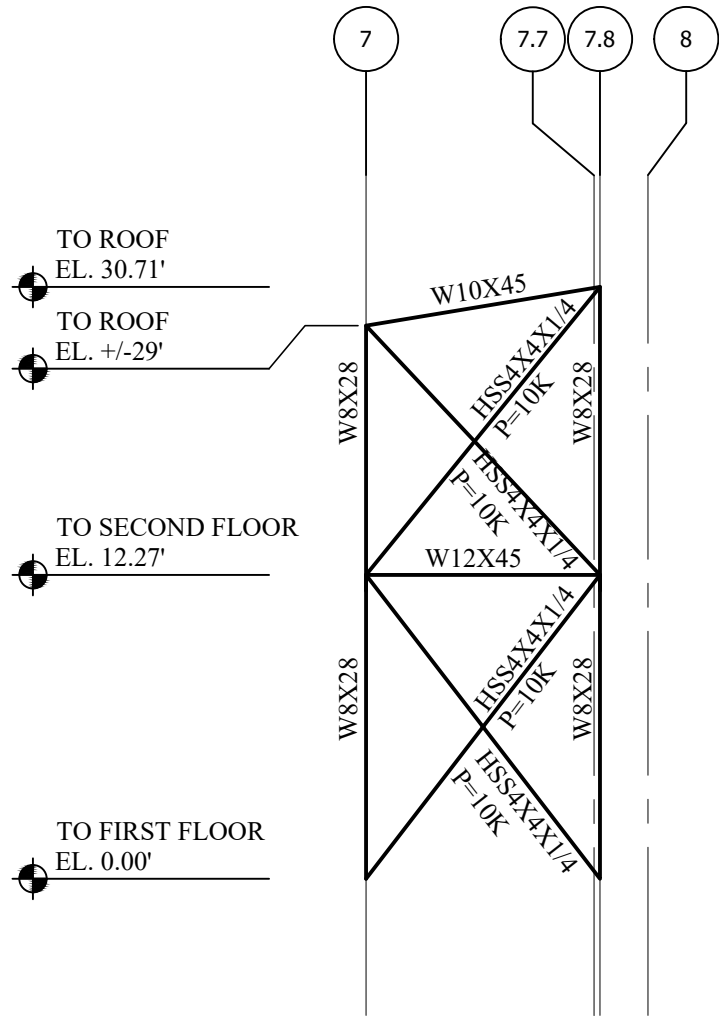 7
7.7
7.8
8
TO ROOF
EL. 30.71'
W10X45
TO ROOF
EL. +/-29'
HSS4X4X1/4
P=10K
W8X28
W8X28
HSS4X4X1/4
P=10K
TO SECOND FLOOR
EL. 12.27'
W12X45
HSS4X4X1/4
P=10K
W8X28
W8X28
HSS4X4X1/4
P=10K
TO FIRST FLOOR
EL. 0.00'